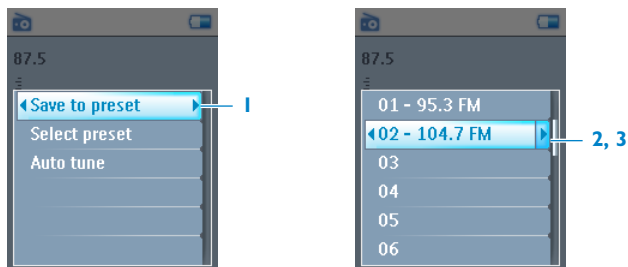 87.5
Save to preset
Select preset
Auto tune
1
87.5
01 - 95.3 FM
02 - 104.7 FM
03
04
05
06
2, 3